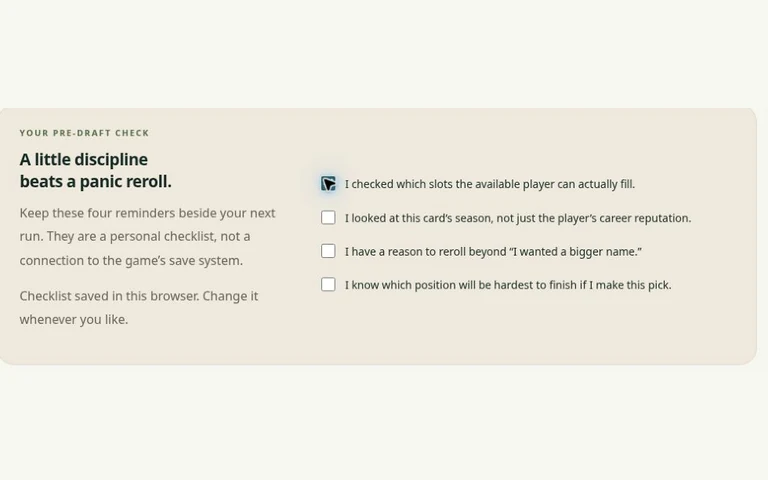 YOUR PRE-DRAFT CHECK
A little discipline
beats a panic reroll.
Keep these four reminders beside your next
run. They are a personal checklist, not a
connection to the game’s save system.
Checklist saved in this browser. Change it
whenever you like.
I checked which slots the available player can actually fill.
I looked at this card’s season, not just the player’s career reputation.
I have a reason to reroll beyond “I wanted a bigger name.”
I know which position will be hardest to finish if I make this pick.